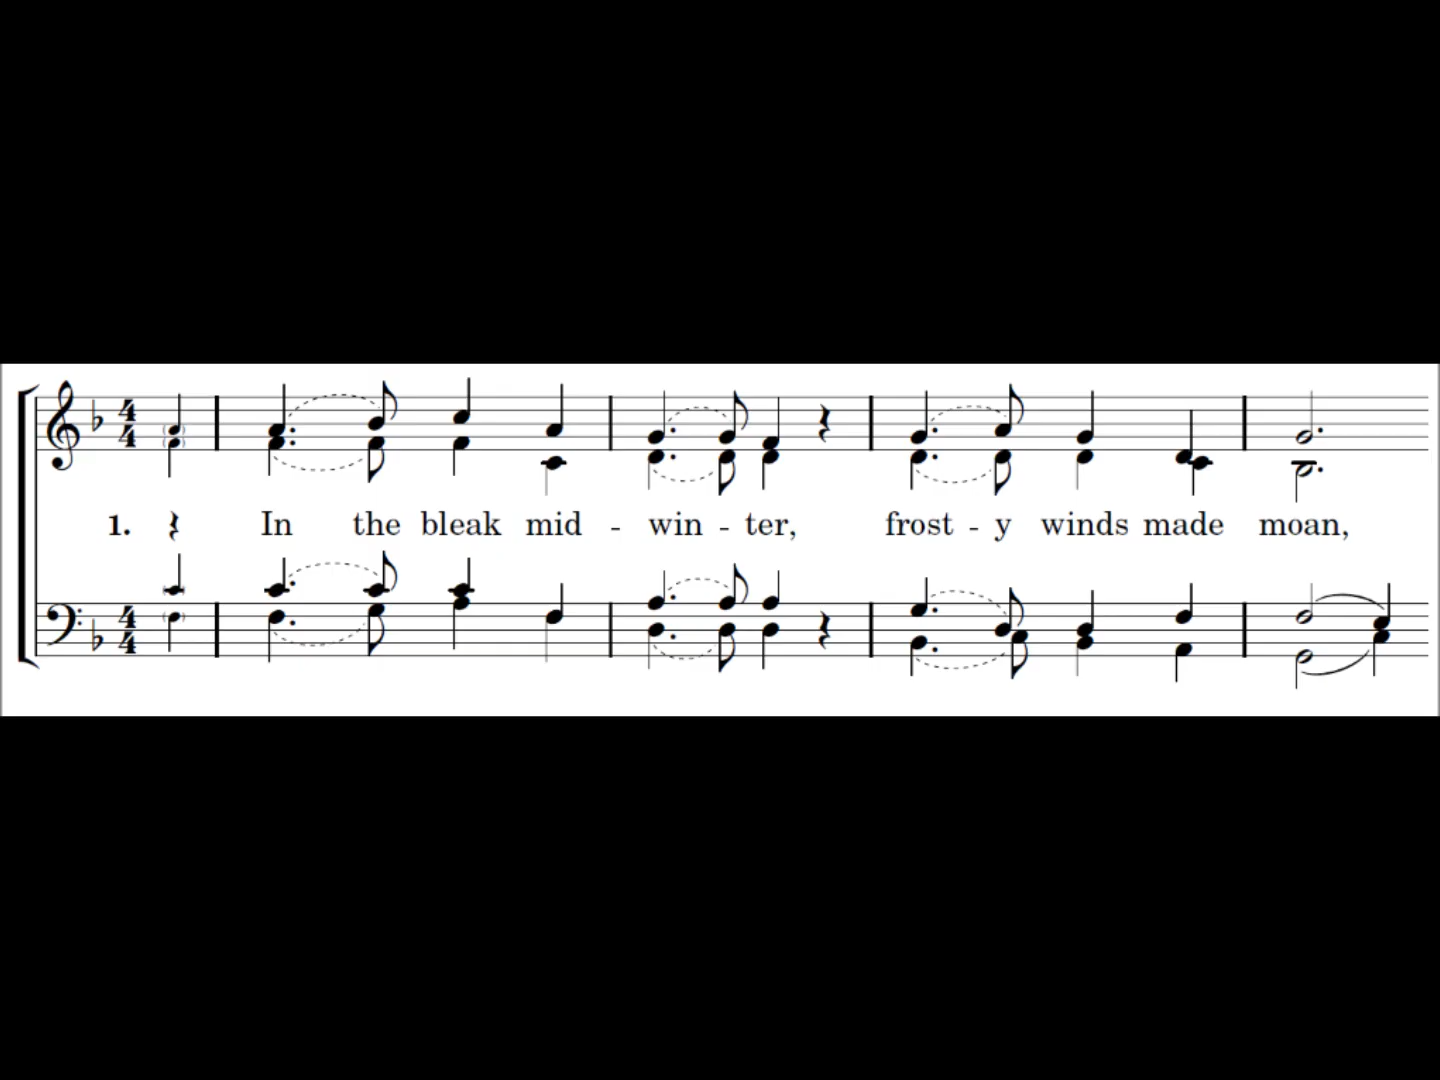 1. In the bleak mid - win - ter, frost - y winds made moan,